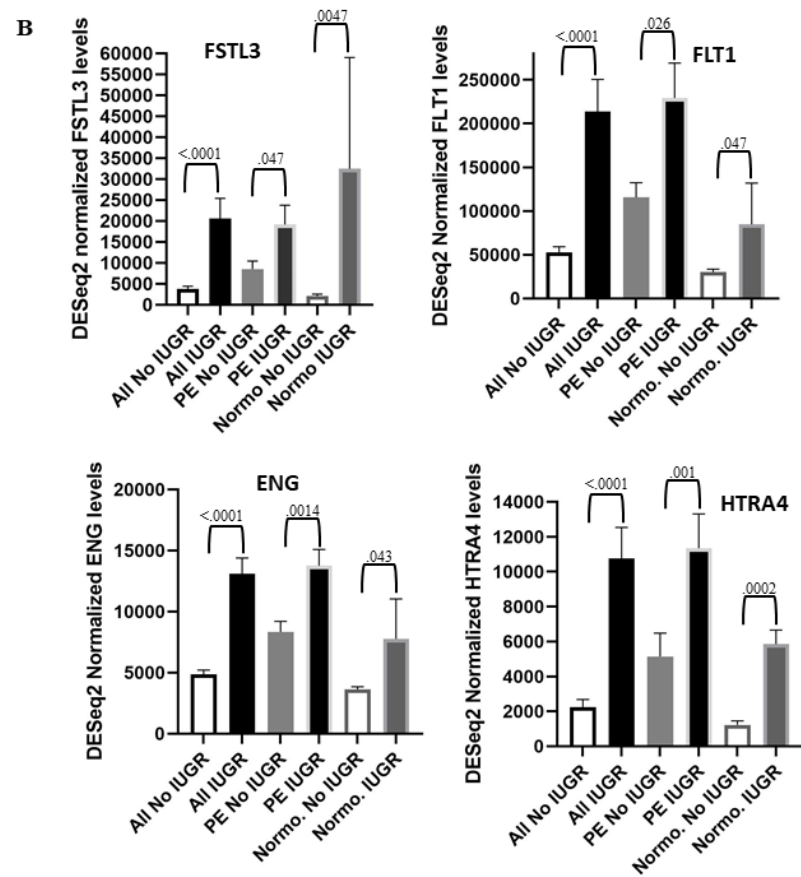 B
FSTL3
DESeq2 normalized FSTL3 levels
60000
55000
50000
45000
40000
35000
30000
25000
20000
15000
10000
5000
0
<.0001
.047
.0047
All No IUGR
All IUGR
PE No IUGR
PE IUGR
Normo. No IUGR
Normo IUGR
FLT1
DESeq2 Normalized FLT1 levels
250000
200000
150000
100000
50000
0
<.0001
.026
.047
All No IUGR
All IUGR
PE No IUGR
PE IUGR
Normo. No IUGR
Normo. IUGR
ENG
DESeq2 Normalized ENG levels
20000
15000
10000
5000
0
<.0001
.0014
.043
All No IUGR
All IUGR
PE No IUGR
PE IUGR
Normo. No IUGR
Normo. IUGR
HTRA4
DESeq2 Normalized HTRA4 levels
14000
12000
10000
8000
6000
4000
2000
0
<.0001
.001
.0002
All No IUGR
All IUGR
PE No IUGR
PE IUGR
Normo. No IUGR
Normo. IUGR